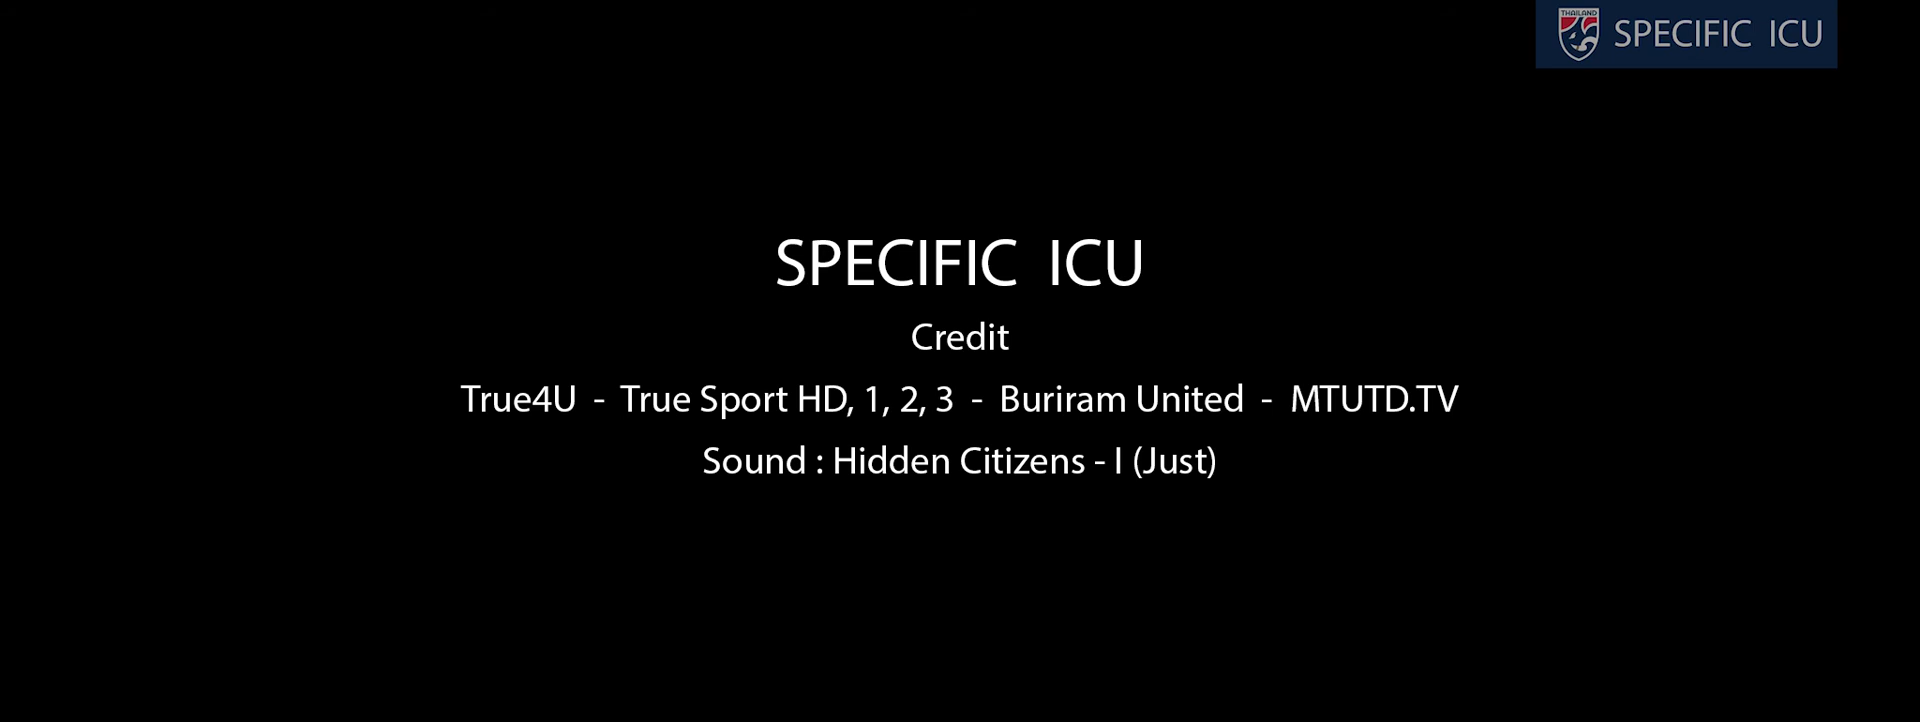 THAILAND
SPECIFIC ICU
SPECIFIC ICU
Credit
True4U - True Sport HD, 1, 2, 3 - Buriram United - MTUTD.TV
Sound : Hidden Citizens - I (Just)